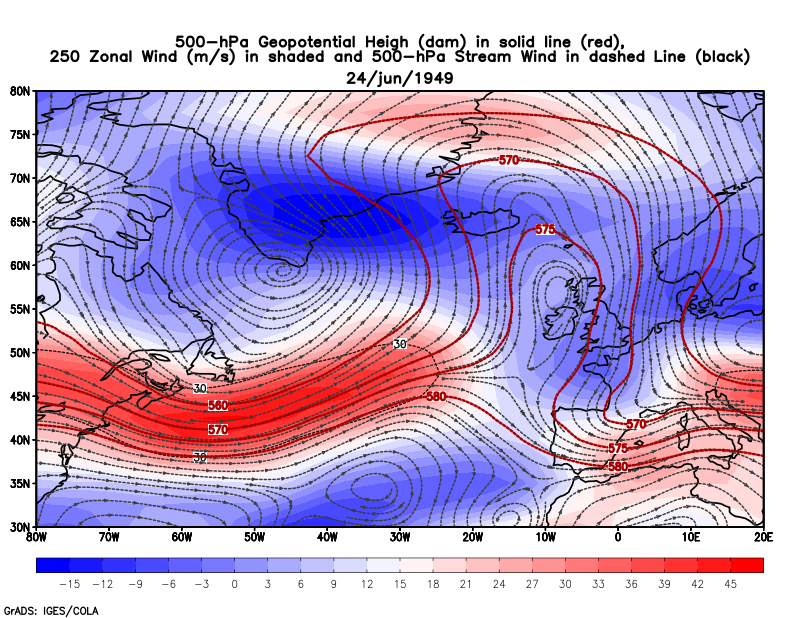 500-hPa Geopotential Heigh (dam) in solid line (red),
250 Zonal Wind (m/s) in shaded and 500-hPa Stream Wind in dashed Line (black)
24/jun/1949
80N
75N
70N
65N
60N
55N
50N
45N
40N
35N
30N
570
575
30
30
560
580
570
30
570
575
580
80W 70W 60W 50W 40W 30W 20W 10W 0 10E 20E
-15 -12 -9 -6 -3 0 3 6 9 12 15 18 21 24 27 30 33 36 39 42 45
GrADS: IGES/COLA